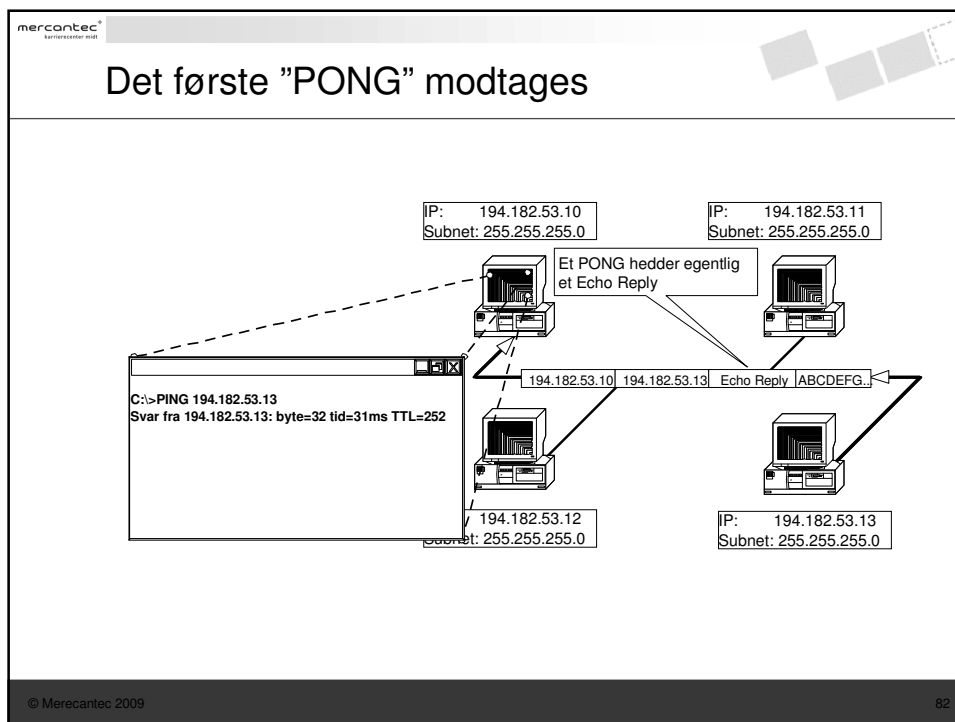 mercantec+
karrierecenter midt
Det første ”PONG” modtages
IP: 194.182.53.10
Subnet: 255.255.255.0
IP: 194.182.53.11
Subnet: 255.255.255.0
Et PONG hedder egentlig
et Echo Reply
194.182.53.10 194.182.53.13 Echo Reply ABCDEFG..
C:\>PING 194.182.53.13
Svar fra 194.182.53.13: byte=32 tid=31ms TTL=252
194.182.53.12
Subnet: 255.255.255.0
IP: 194.182.53.13
Subnet: 255.255.255.0
© Merecantec 2009
82